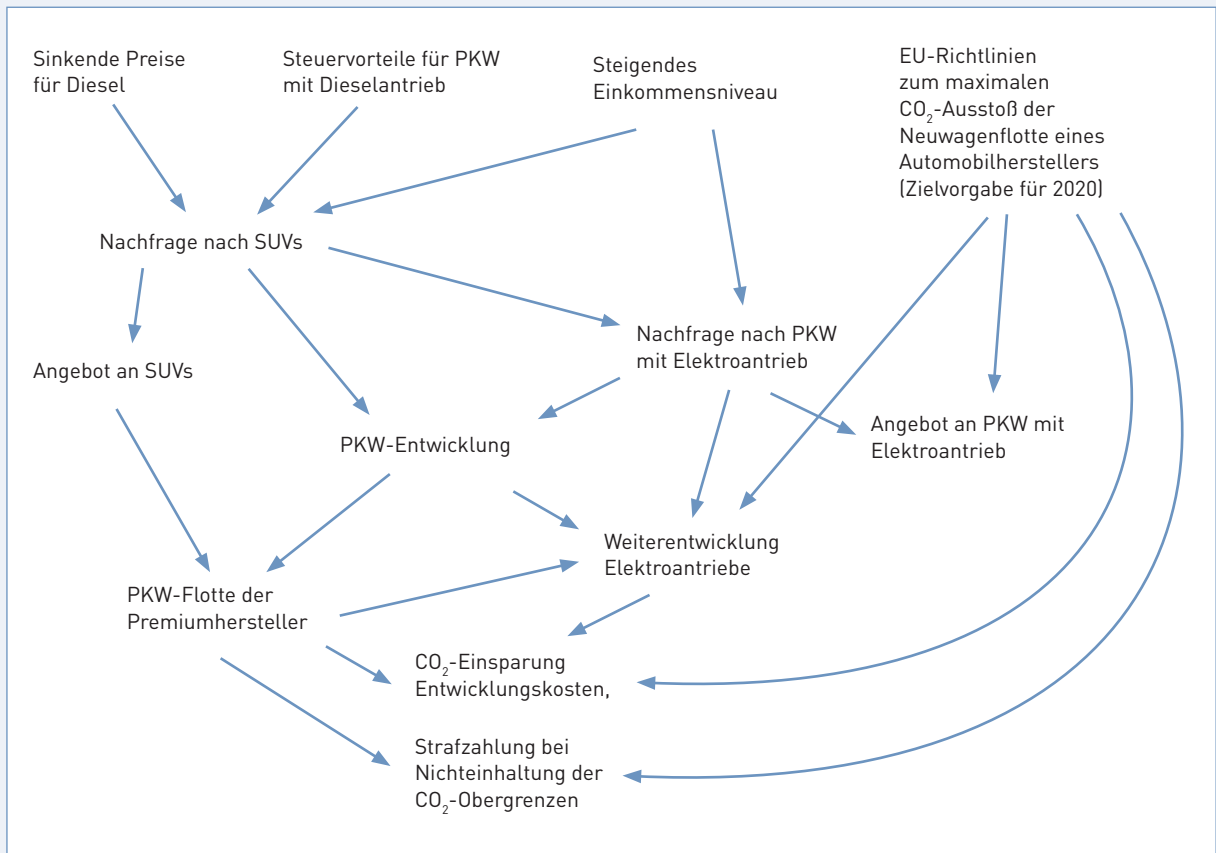 Sinkende Preise
für Diesel
Steuervorteile für PKW
mit Dieselantrieb
Steigendes
Einkommensniveau
EU-Richtlinien
zum maximalen
CO₂-Ausstoß der
Neuwagenflotte eines
Automobilherstellers
(Zielvorgabe für 2020)
Nachfrage nach SUVs
Nachfrage nach PKW
mit Elektroantrieb
Angebot an SUVs
Angebot an PKW mit
Elektroantrieb
PKW-Entwicklung
Weiterentwicklung
Elektroantriebe
PKW-Flotte der
Premiumhersteller
CO₂-Einsparung
Entwicklungskosten,
Strafzahlung bei
Nichteinhaltung der
CO₂-Obergrenzen